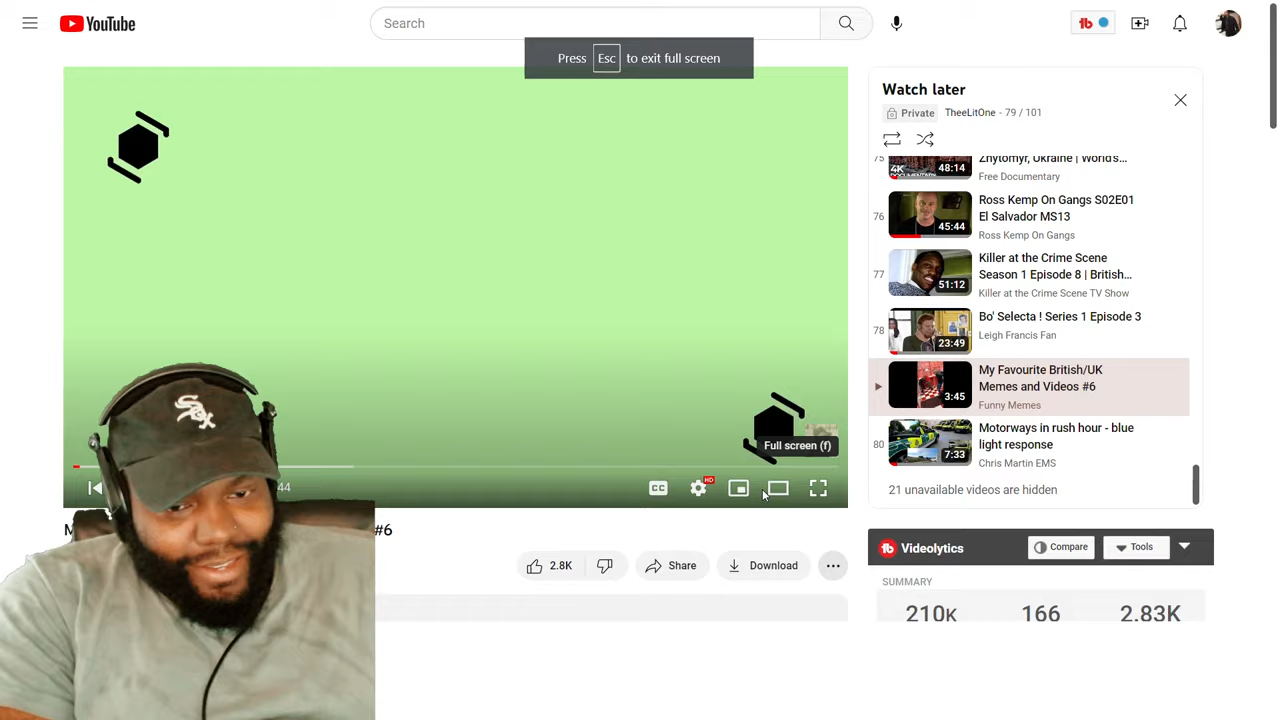 YouTube
Search
Press Esc to exit full screen
Watch later
Private TheeLitOne - 79 / 101
75
Zhytomyr, Ukraine | World's...
4K
48:14
Free Documentary
76
Ross Kemp On Gangs S02E01
El Salvador MS13
45:44
Ross Kemp On Gangs
77
Killer at the Crime Scene
Season 1 Episode 8 | British...
51:12
Killer at the Crime Scene TV Show
78
Bo' Selecta ! Series 1 Episode 3
23:49
Leigh Francis Fan
My Favourite British/UK
Memes and Videos #6
3:45
Funny Memes
80
Motorways in rush hour - blue
light response
7:33
Chris Martin EMS
21 unavailable videos are hidden
Full screen (f)
44
CC
HD
#6
2.8K
Share
Download
Videolytics
Compare
Tools
SUMMARY
210K 166 2.83K